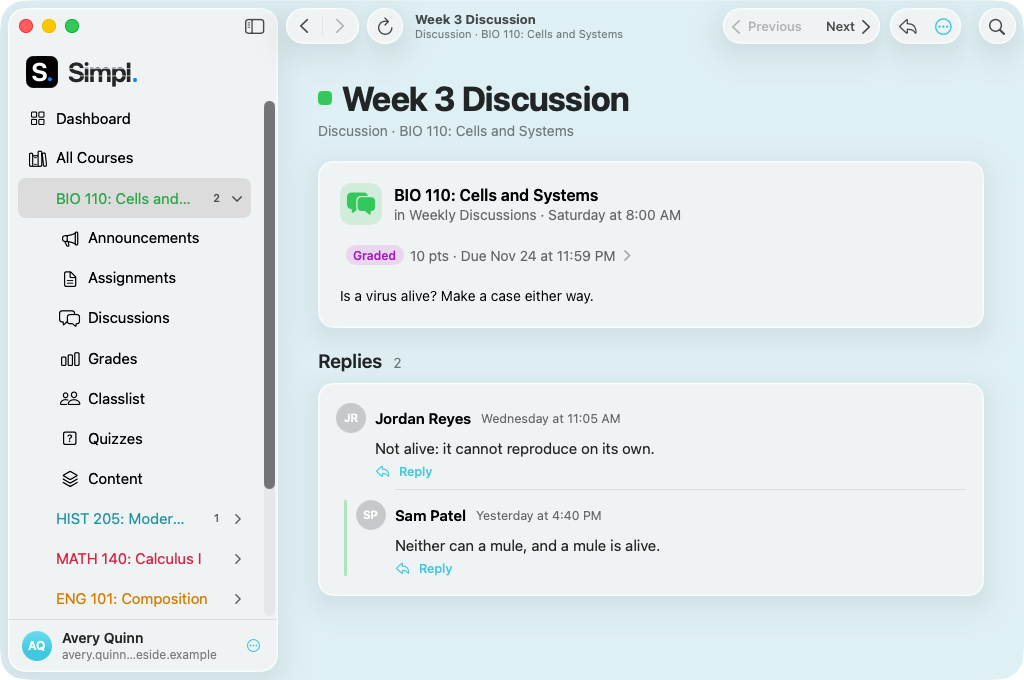 Week 3 Discussion
Discussion · BIO 110: Cells and Systems
Previous
Next
S.
Simpl.
Dashboard
All Courses
BIO 110: Cells and... 2
Announcements
Assignments
Discussions
Grades
Classlist
Quizzes
Content
HIST 205: Moder... 1
MATH 140: Calculus I
ENG 101: Composition
AQ
Avery Quinn
avery.quinn...eside.example
Week 3 Discussion
Discussion · BIO 110: Cells and Systems
BIO 110: Cells and Systems
in Weekly Discussions · Saturday at 8:00 AM
Graded 10 pts · Due Nov 24 at 11:59 PM
Is a virus alive? Make a case either way.
Replies 2
JR Jordan Reyes Wednesday at 11:05 AM
Not alive: it cannot reproduce on its own.
Reply
SP Sam Patel Yesterday at 4:40 PM
Neither can a mule, and a mule is alive.
Reply